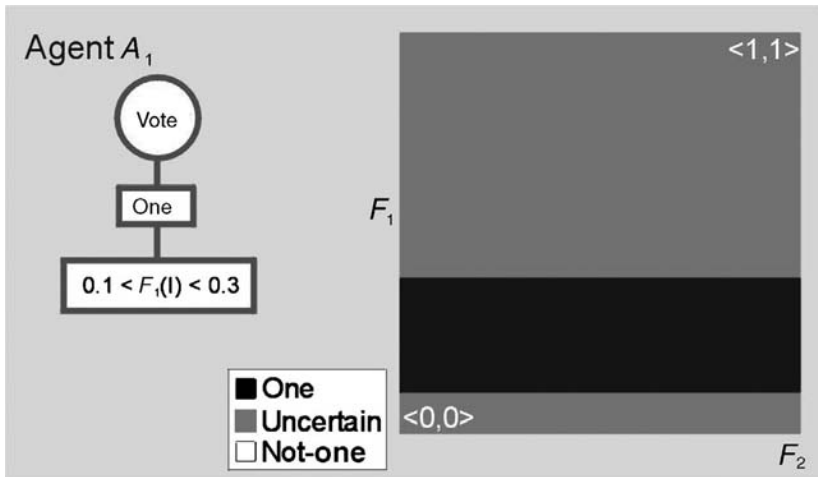 Agent A₁
Vote
One
0.1 < F₁(I) < 0.3
<1,1>
F₁
<0,0>
F₂
One
Uncertain
Not-one